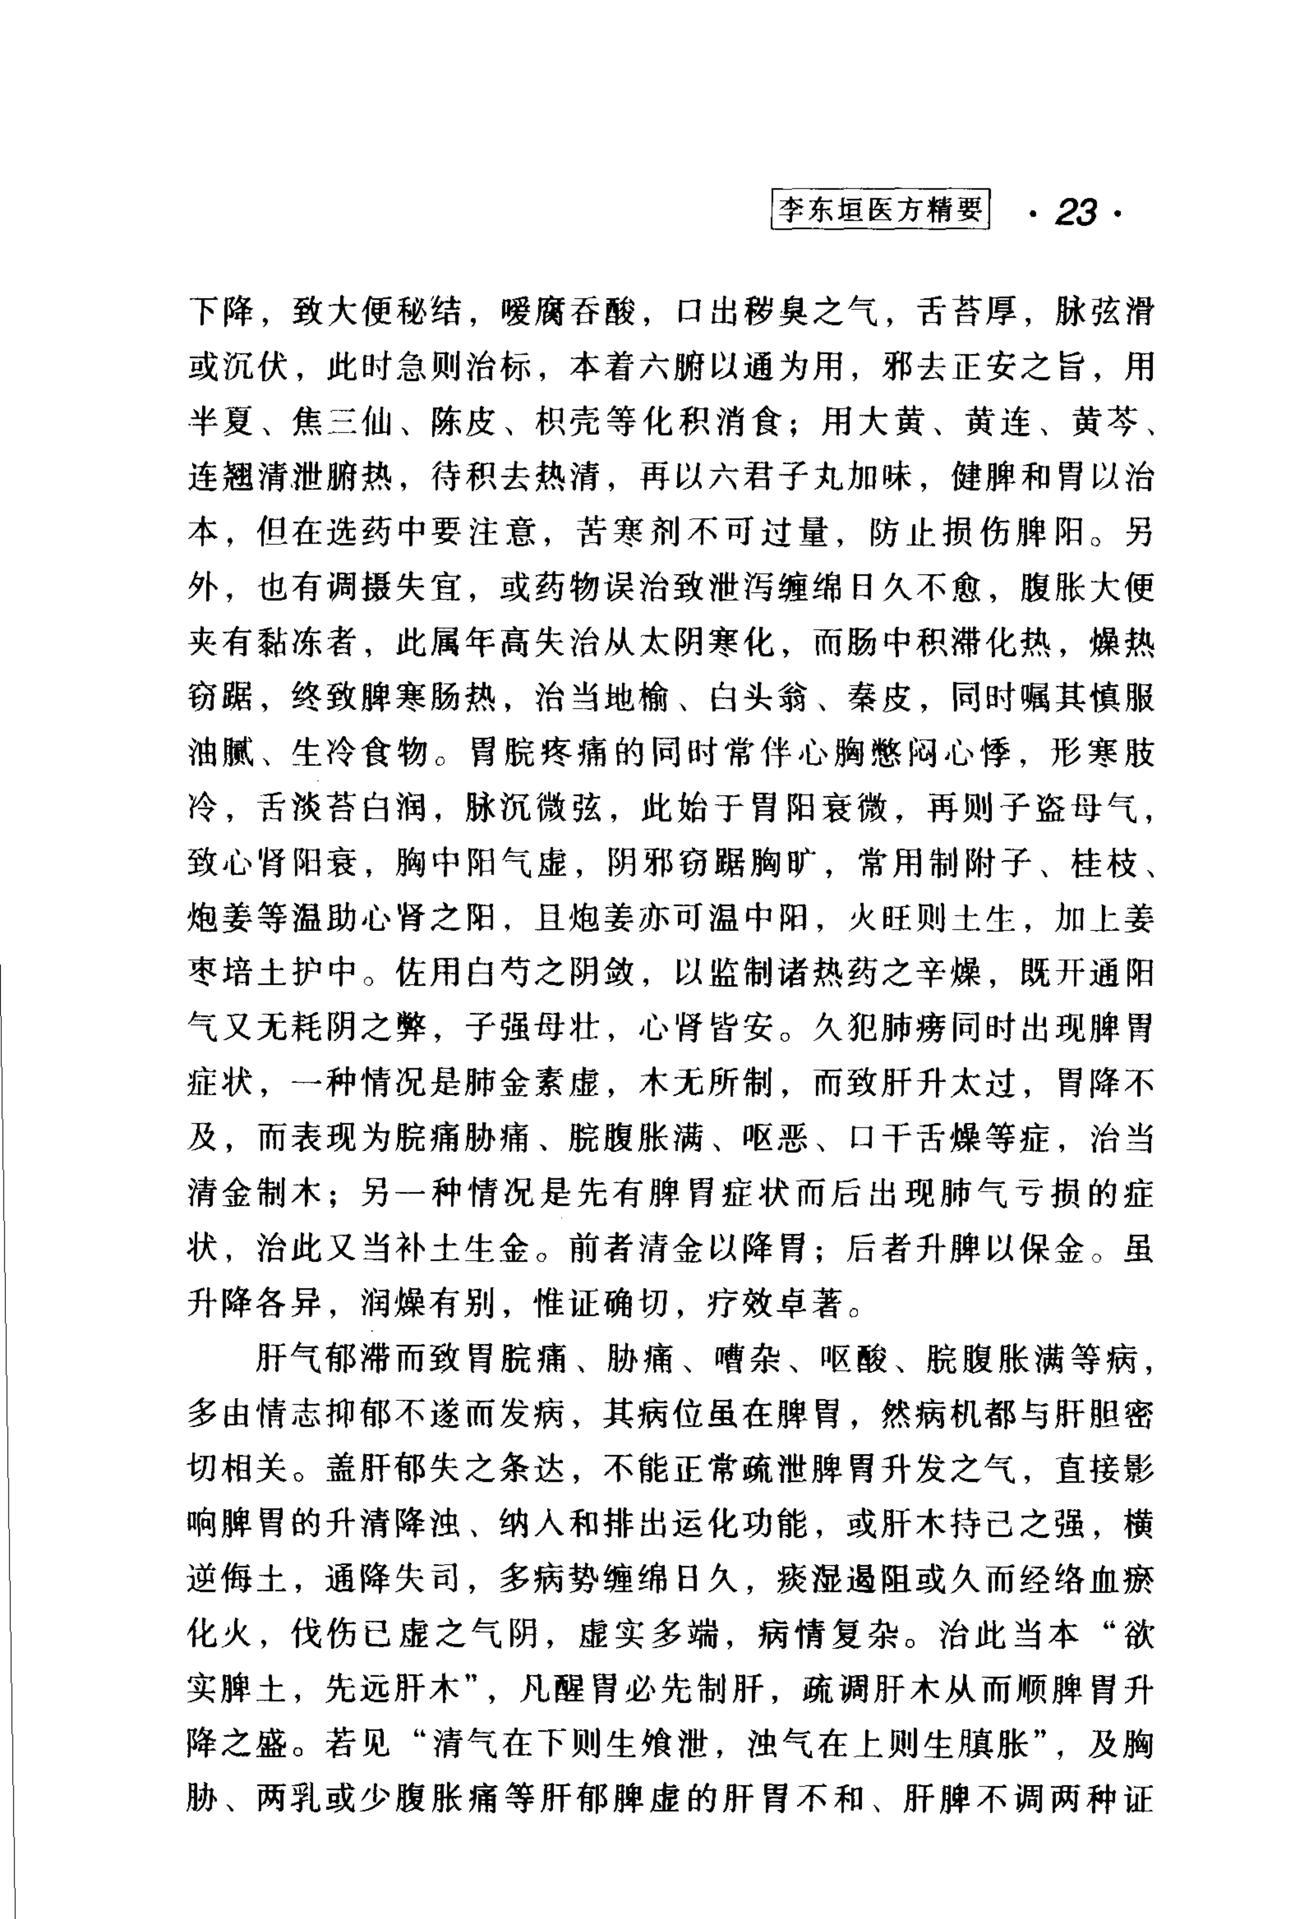 李东垣医方精要 · 23 ·
下降，致大便秘结，嗳腐吞酸，口出秽臭之气，舌苔厚，脉弦滑
或沉伏，此时急则治标，本着六腑以通为用，邪去正安之旨，用
半夏、焦三仙、陈皮、枳壳等化积消食；用大黄、黄连、黄芩、
连翘清泄腑热，待积去热清，再以六君子丸加味，健脾和胃以治
本，但在选药中要注意，苦寒剂不可过量，防止损伤脾阳。另
外，也有调摄失宜，或药物误治致泄泻缠绵日久不愈，腹胀大便
夹有黏冻者，此属年高失治从太阴寒化，而肠中积滞化热，燥热
窃踞，终致脾寒肠热，治当地榆、白头翁、秦皮，同时嘱其慎服
油腻、生冷食物。胃脘疼痛的同时常伴心胸憋闷心悸，形寒肢
冷，舌淡苔白润，脉沉微弦，此始于胃阳衰微，再则子盗母气，
致心肾阳衰，胸中阳气虚，阴邪窃踞胸旷，常用制附子、桂枝、
炮姜等温助心肾之阳，且炮姜亦可温中阳，火旺则土生，加上姜
枣培土护中。佐用白芍之阴敛，以监制诸热药之辛燥，既开通阳
气又无耗阴之弊，子强母壮，心肾皆安。久犯肺痨同时出现脾胃
症状，一种情况是肺金素虚，木无所制，而致肝升太过，胃降不
及，而表现为脘痛胁痛、脘腹胀满、呕恶、口干舌燥等症，治当
清金制木；另一种情况是先有脾胃症状而后出现肺气亏损的症
状，治此又当补土生金。前者清金以降胃；后者升脾以保金。虽
升降各异，润燥有别，惟证确切，疗效卓著。
肝气郁滞而致胃脘痛、胁痛、嘈杂、呕酸、脘腹胀满等病，
多由情志抑郁不遂而发病，其病位虽在脾胃，然病机都与肝胆密
切相关。盖肝郁失之条达，不能正常疏泄脾胃升发之气，直接影
响脾胃的升清降浊、纳入和排出运化功能，或肝木持己之强，横
逆侮土，通降失司，多病势缠绵日久，痰湿遏阻或久而经络血瘀
化火，伐伤已虚之气阴，虚实多端，病情复杂。治此当本“欲
实脾土，先远肝木”，凡醒胃必先制肝，疏调肝木从而顺脾胃升
降之盛。若见“清气在下则生飧泄，浊气在上则生䐜胀”，及胸
胁、两乳或少腹胀痛等肝郁脾虚的肝胃不和、肝脾不调两种证